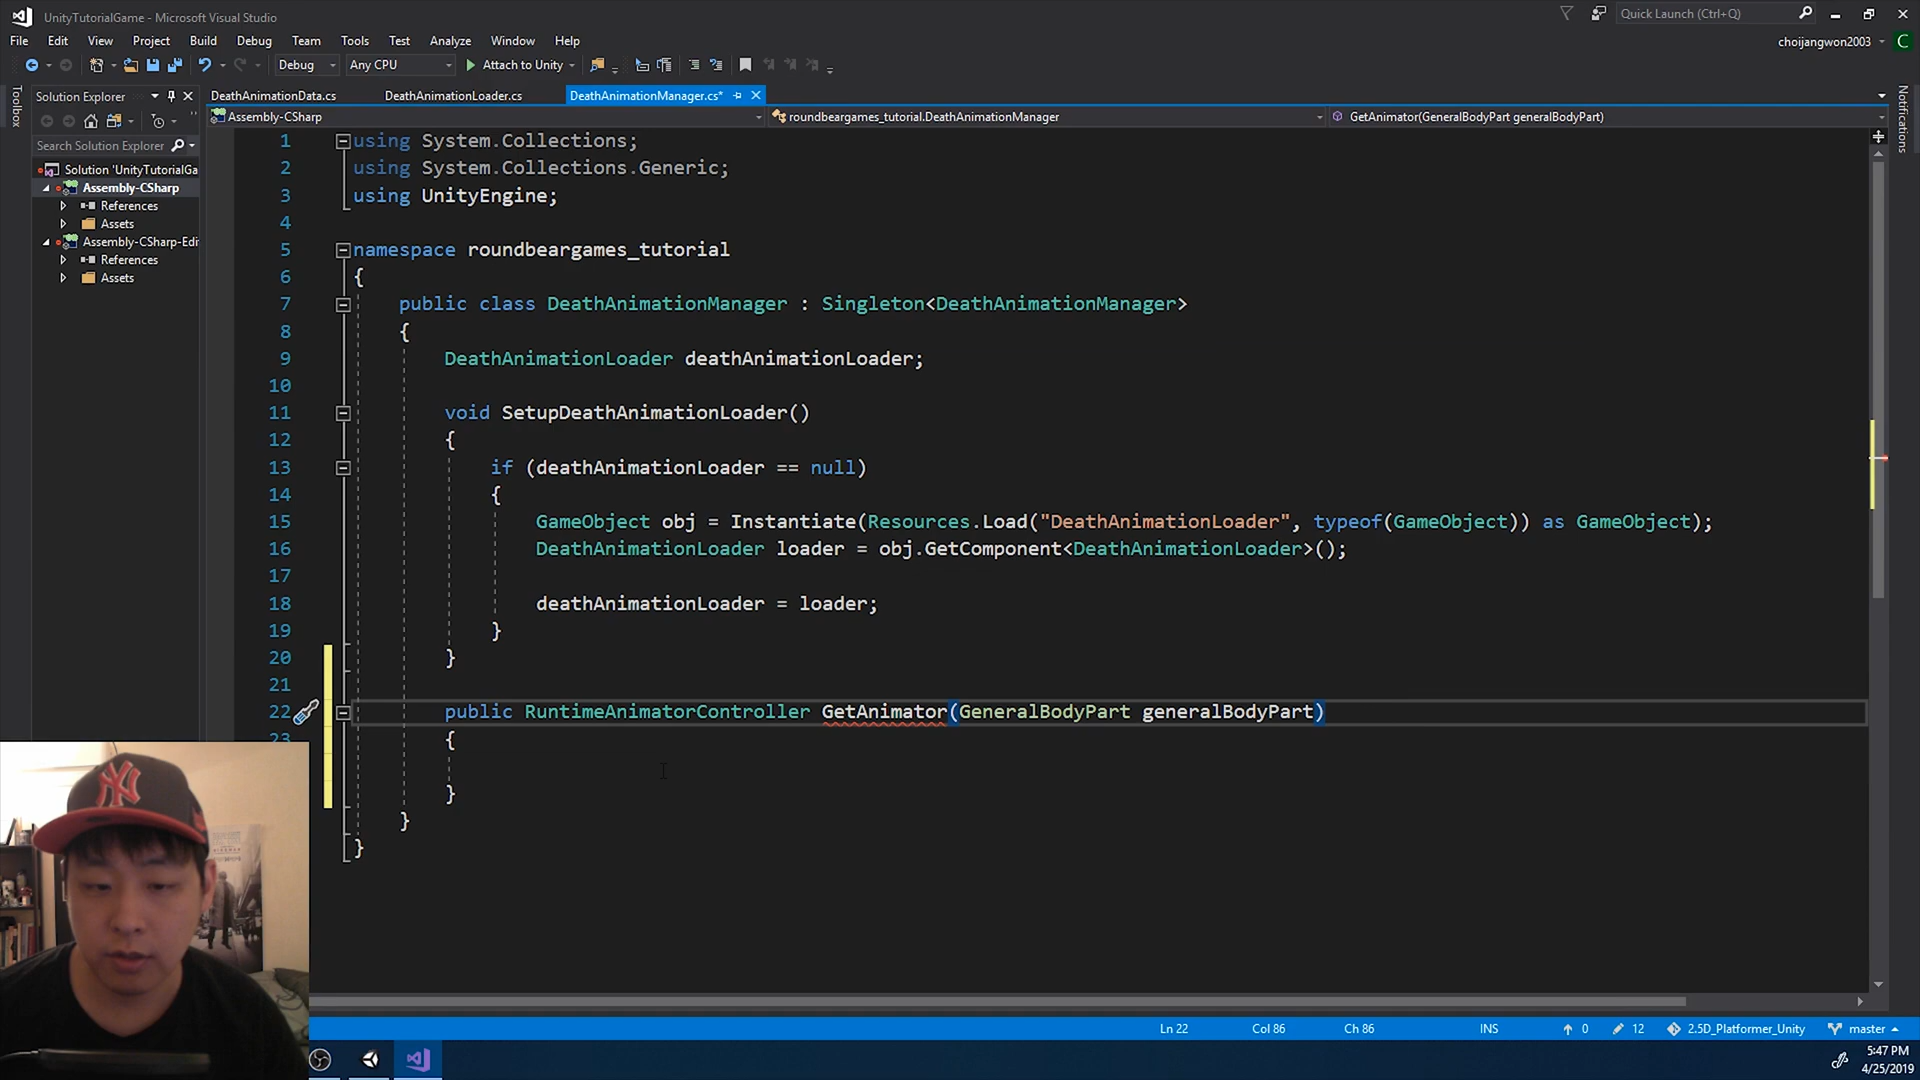 UnityTutorialGame - Microsoft Visual Studio
Quick Launch (Ctrl+Q)
File Edit View Project Build Debug Team Tools Test Analyze Window Help
choijangwon2003 C
Debug Any CPU Attach to Unity
Toolbox
Solution Explorer
DeathAnimationData.cs DeathAnimationLoader.cs DeathAnimationManager.cs*
Notifications
Assembly-CSharp roundbeargames_tutorial.DeathAnimationManager GetAnimator(GeneralBodyPart generalBodyPart)
Search Solution Explorer
Solution 'UnityTutorialGa
Assembly-CSharp
References
Assets
Assembly-CSharp-Edi
References
Assets
1 using System.Collections;
2 using System.Collections.Generic;
3 using UnityEngine;
4
5 namespace roundbeargames_tutorial
6 {
7 public class DeathAnimationManager : Singleton<DeathAnimationManager>
8 {
9 DeathAnimationLoader deathAnimationLoader;
10
11 void SetupDeathAnimationLoader()
12 {
13 if (deathAnimationLoader == null)
14 {
15 GameObject obj = Instantiate(Resources.Load("DeathAnimationLoader", typeof(GameObject)) as GameObject);
16 DeathAnimationLoader loader = obj.GetComponent<DeathAnimationLoader>();
17
18 deathAnimationLoader = loader;
19 }
20 }
21
22 public RuntimeAnimatorController GetAnimator(GeneralBodyPart generalBodyPart)
23 {
}
}
}
Ln 22 Col 86 Ch 86 INS 0 12 2.5D_Platformer_Unity master
5:47 PM
4/25/2019